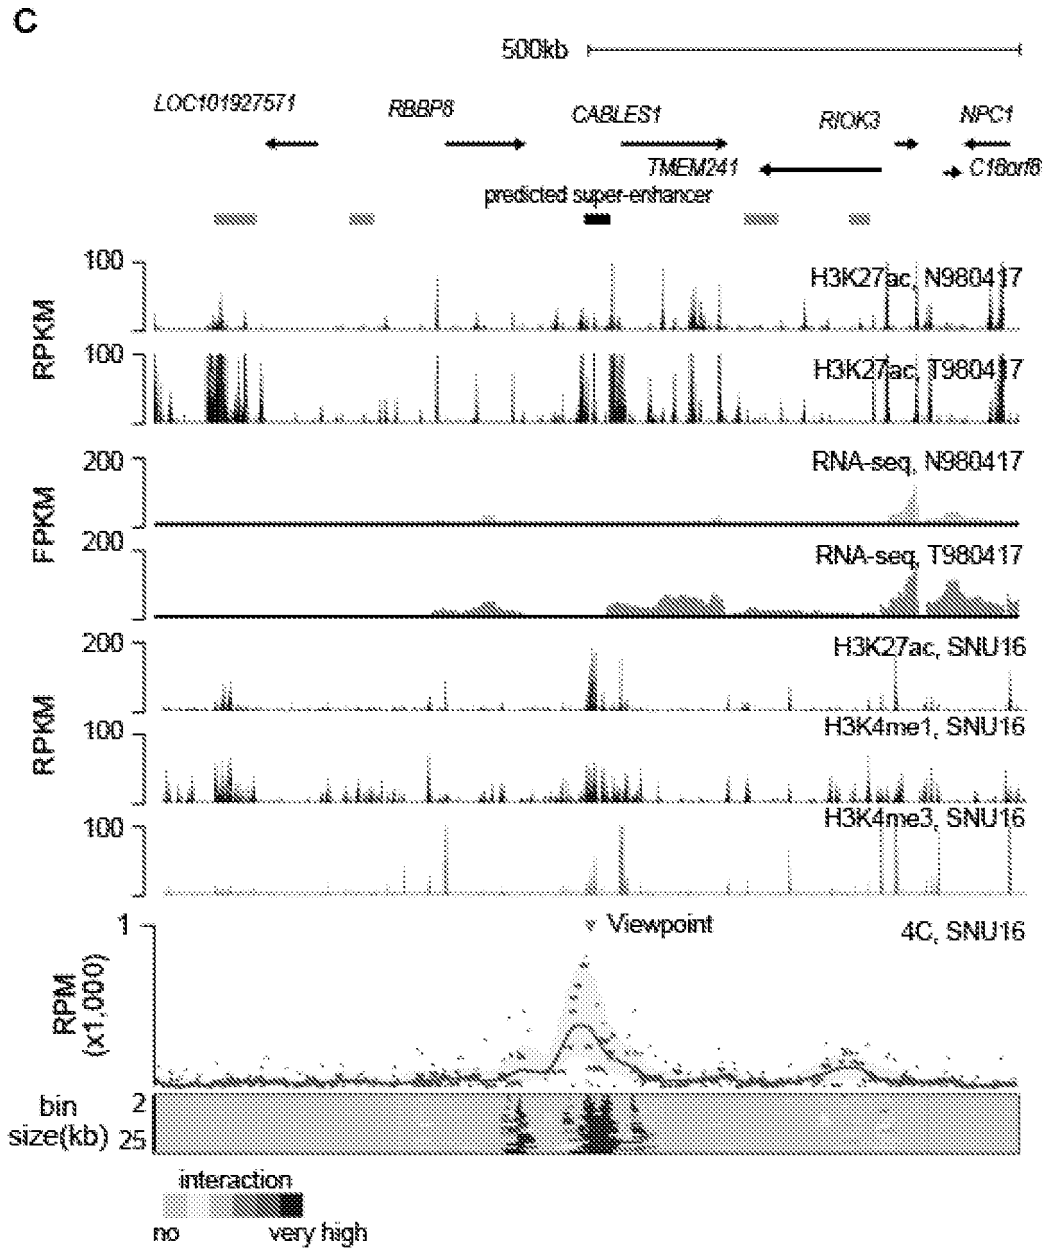 C
500kb
LOC101927571
RBBP8
CABLES1
RIOK3
NPC1
TMEM241
C18orf8
predicted super-enhancer
RPKM
100
H3K27ac, N980417
100
H3K27ac, T980417
FPKM
200
RNA-seq, N980417
200
RNA-seq, T980417
RPKM
200
H3K27ac, SNU16
100
H3K4me1, SNU16
100
H3K4me3, SNU16
1
Viewpoint
4C, SNU16
RPM
(x1,000)
bin
size(kb)
2
25
interaction
no
very high